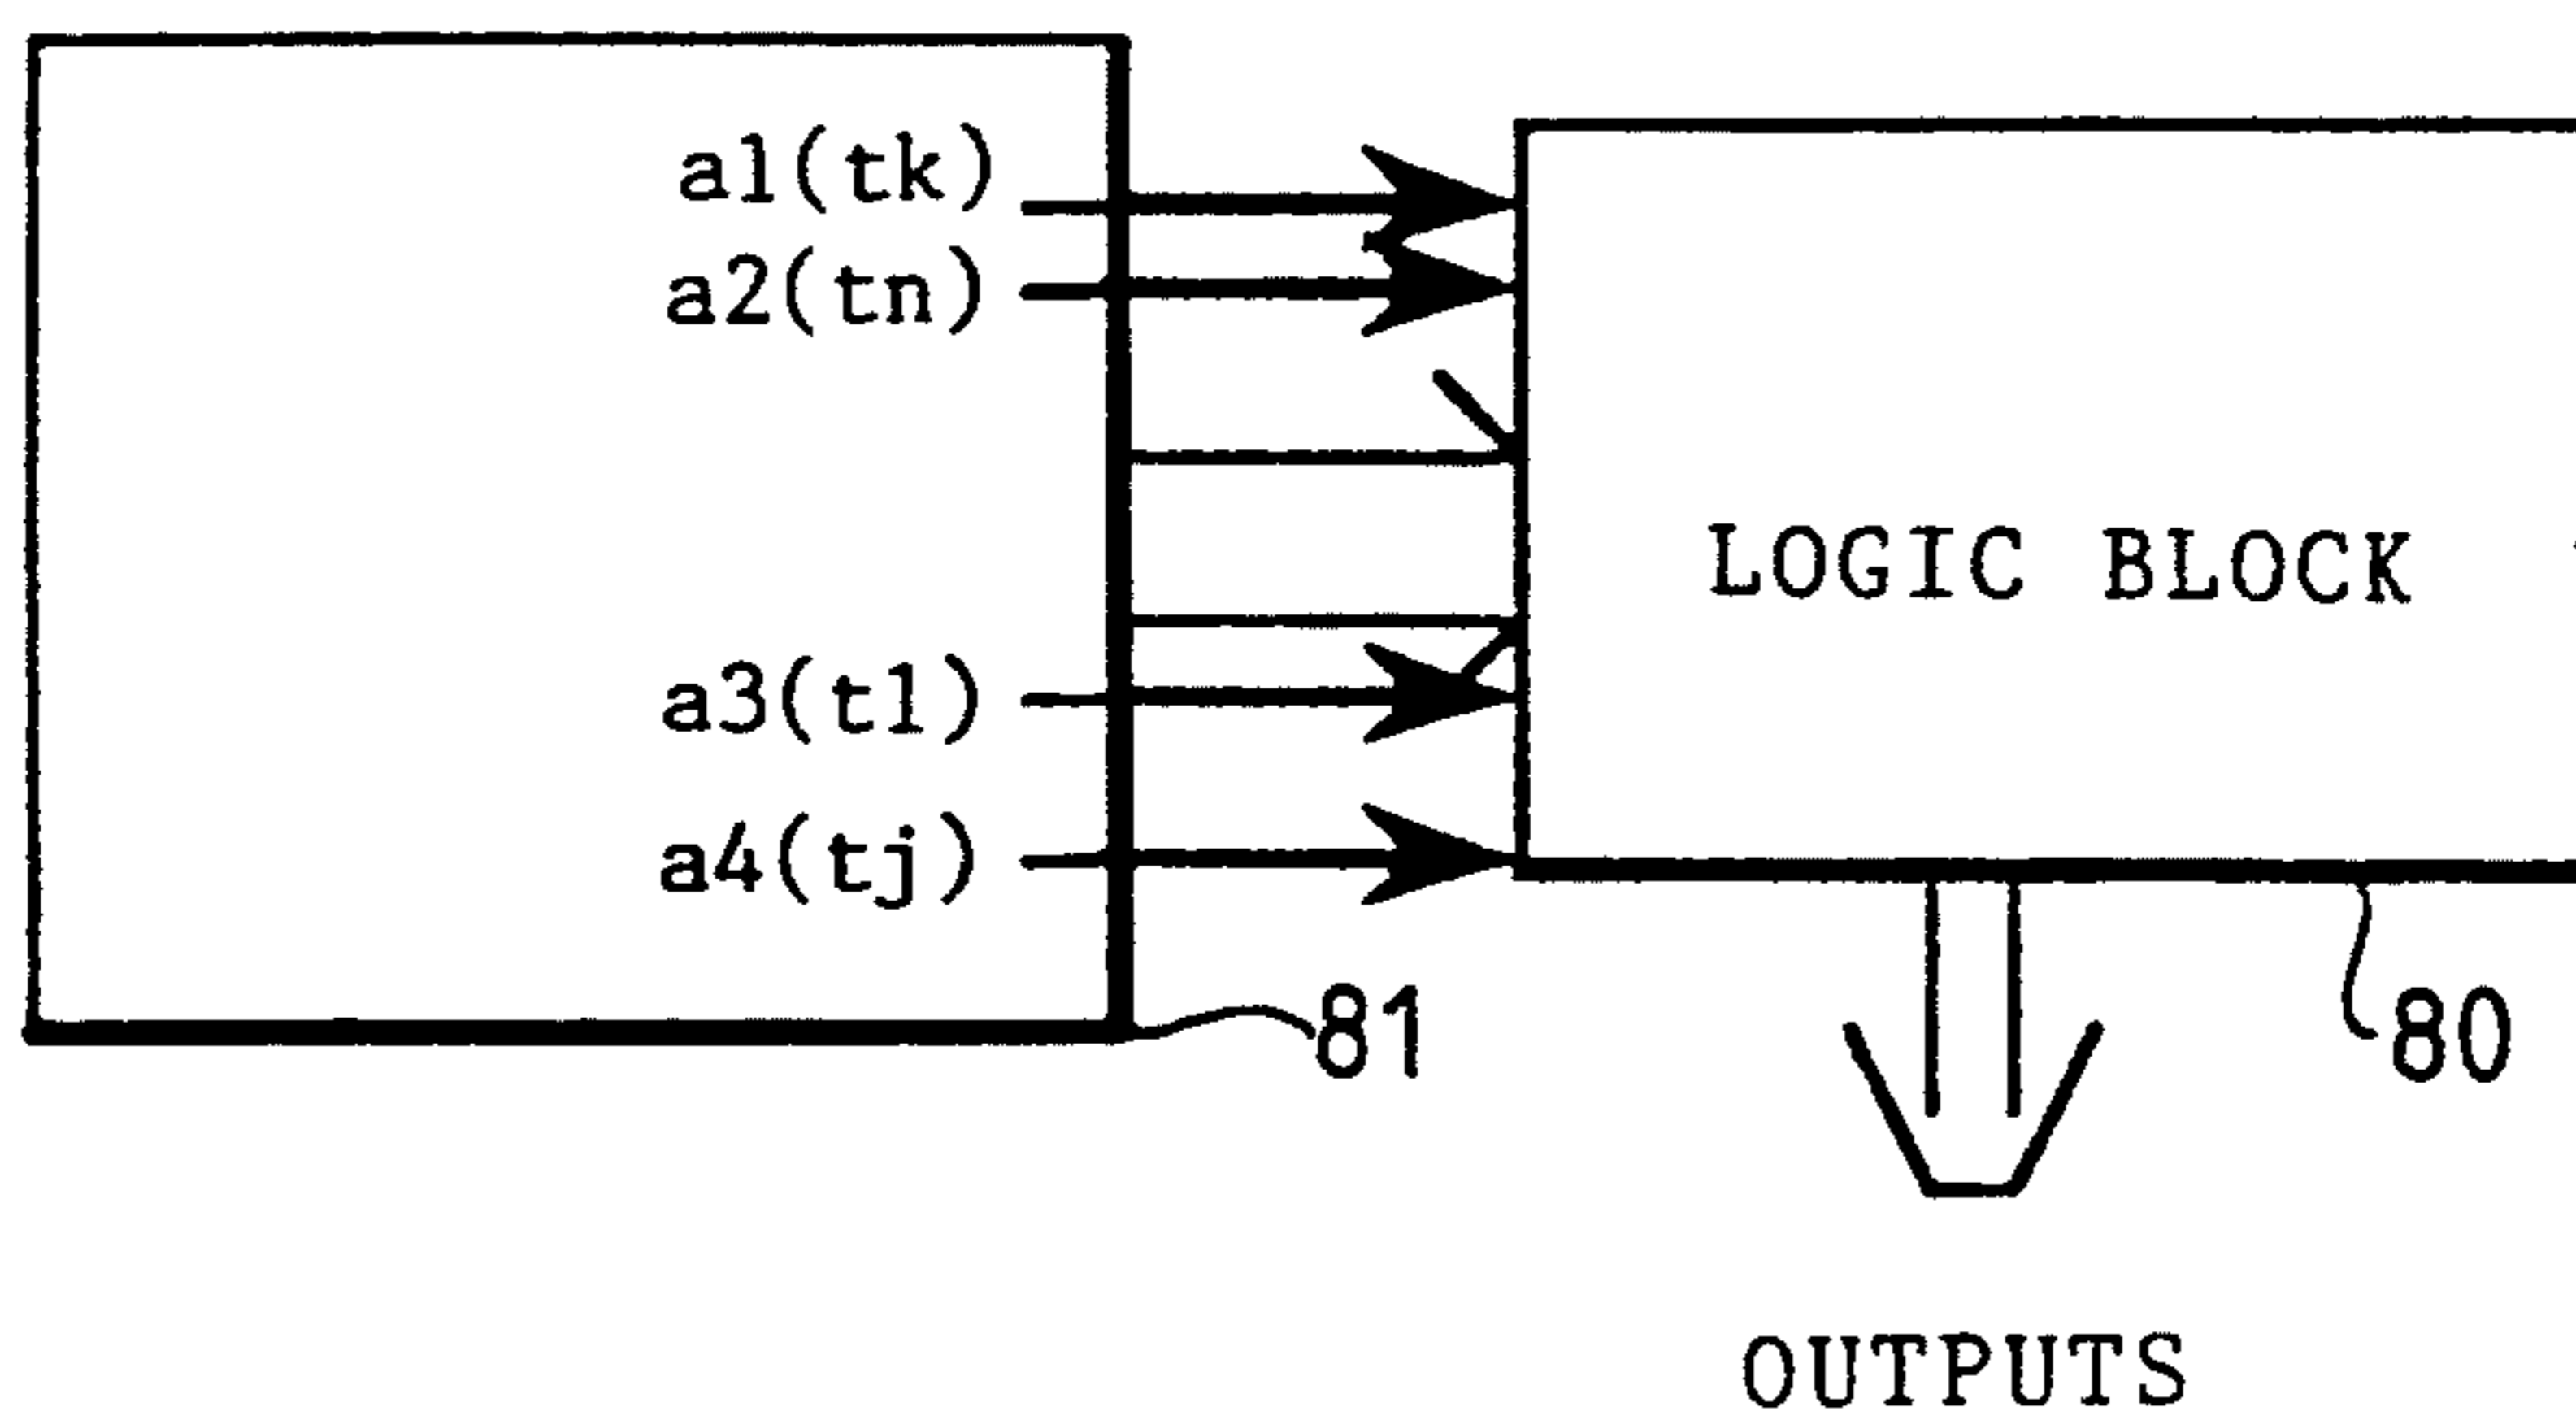 a1(tk)
a2(tn)
LOGIC BLOCK
a3(t1)
a4(tj)
81
80
OUTPUTS